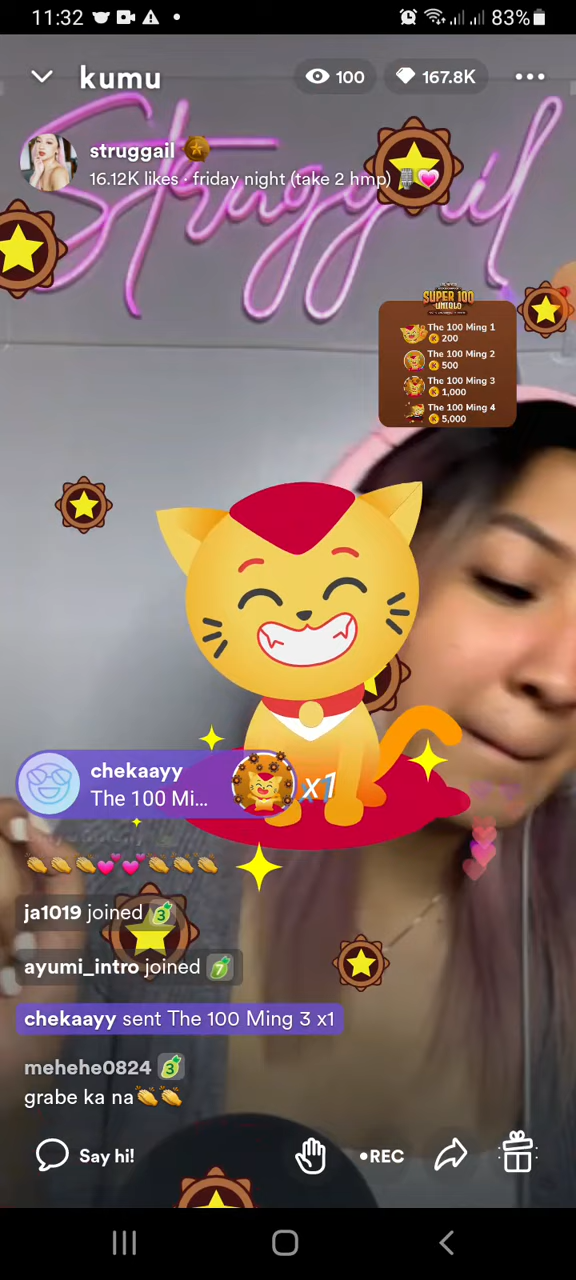 11:32
83%
kumu
100
167.8K
struggail
16.12K likes · friday night (take 2 hmp)
Struggail
SUPER 100
UNTOLD
The 100 Ming 1
200
The 100 Ming 2
500
The 100 Ming 3
1,000
The 100 Ming 4
5,000
chekaayy
The 100 Mi...
x1
👏👏👏💕💕👏👏👏
ja1019 joined 3
ayumi_intro joined 7
chekaayy sent The 100 Ming 3 x1
mehehe0824 3
grabe ka na👏👏
Say hi!
•REC